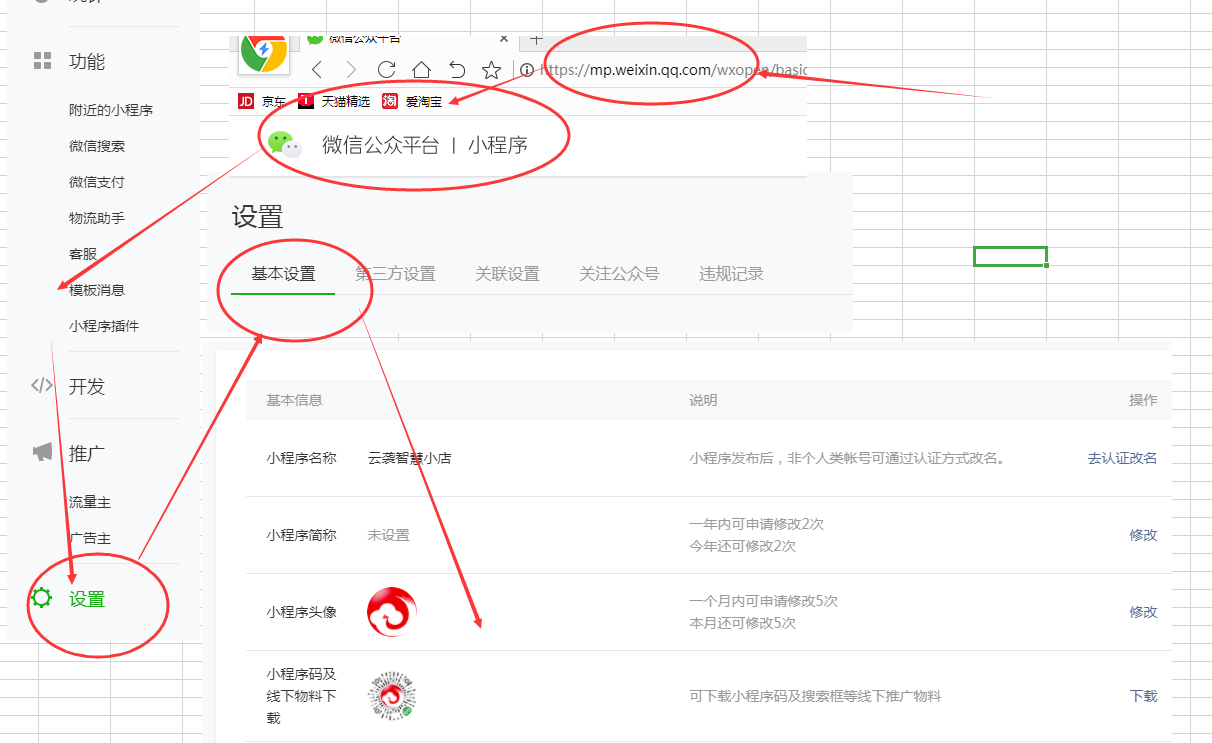 功能
附近的小程序
微信搜索
微信支付
物流助手
客服
模板消息
小程序插件
开发
推广
流量主
广告主
设置
微信公众平台
https://mp.weixin.qq.com/wxopen/basic
JD 京东 T 天猫精选 淘 爱淘宝
微信公众平台 | 小程序
设置
基本设置 第三方设置 关联设置 关注公众号 违规记录
基本信息 说明 操作
小程序名称 云袭智慧小店 小程序发布后，非个人类帐号可通过认证方式改名。 去认证改名
小程序简称 未设置 一年内可申请修改2次
今年还可修改2次 修改
小程序头像 一个月内可申请修改5次
本月还可修改5次 修改
小程序码及
线下物料下
载
可下载小程序码及搜索框等线下推广物料 下载